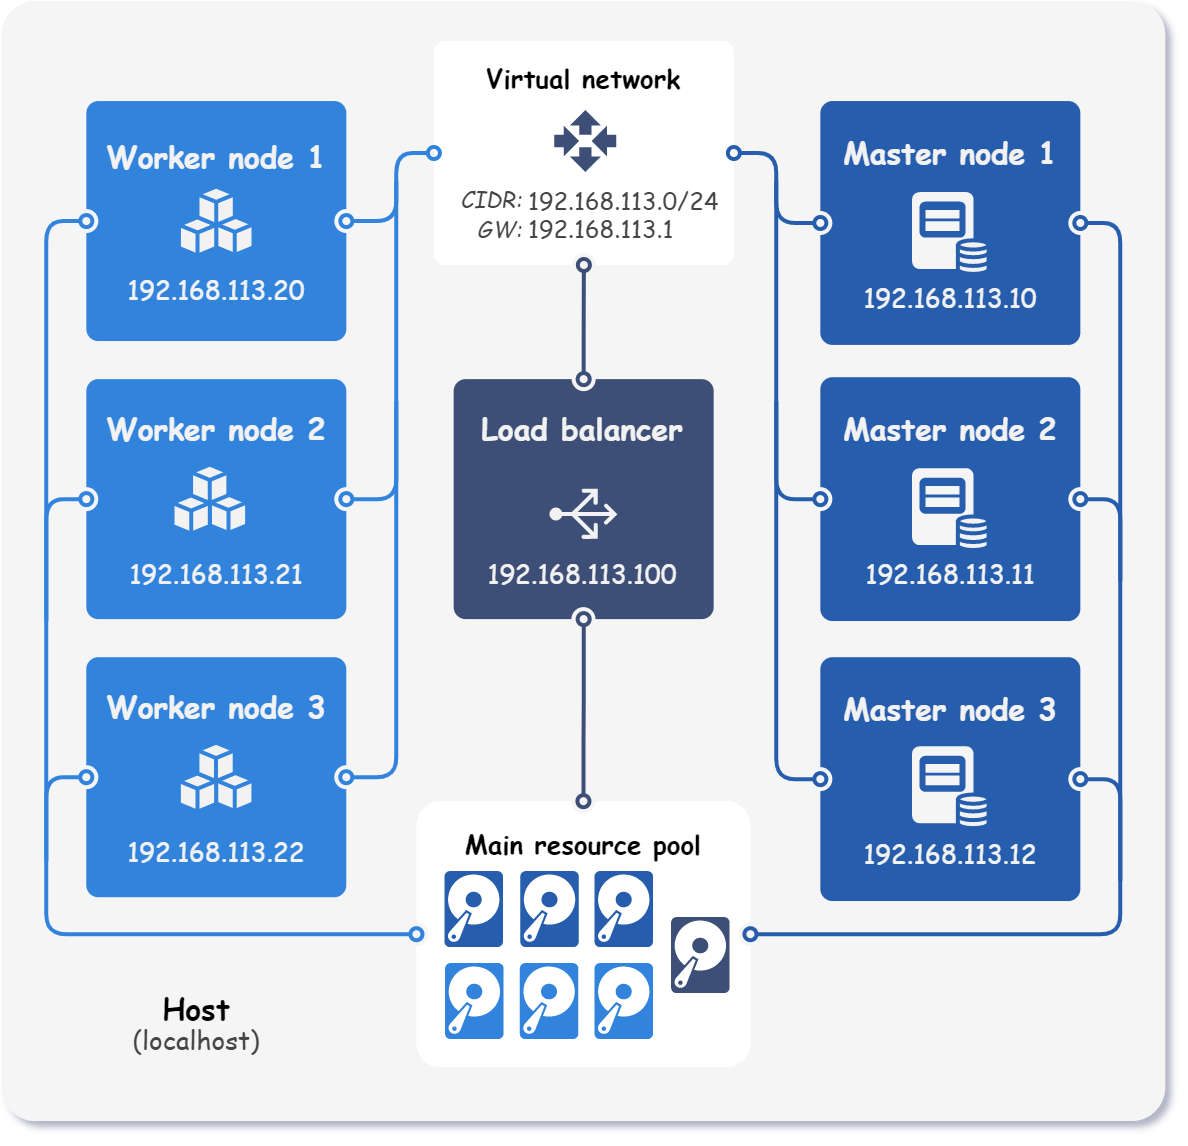 Virtual network
CIDR: 192.168.113.0/24
GW: 192.168.113.1
Worker node 1
192.168.113.20
Master node 1
192.168.113.10
Worker node 2
192.168.113.21
Load balancer
192.168.113.100
Master node 2
192.168.113.11
Worker node 3
192.168.113.22
Master node 3
192.168.113.12
Main resource pool
Host
(localhost)